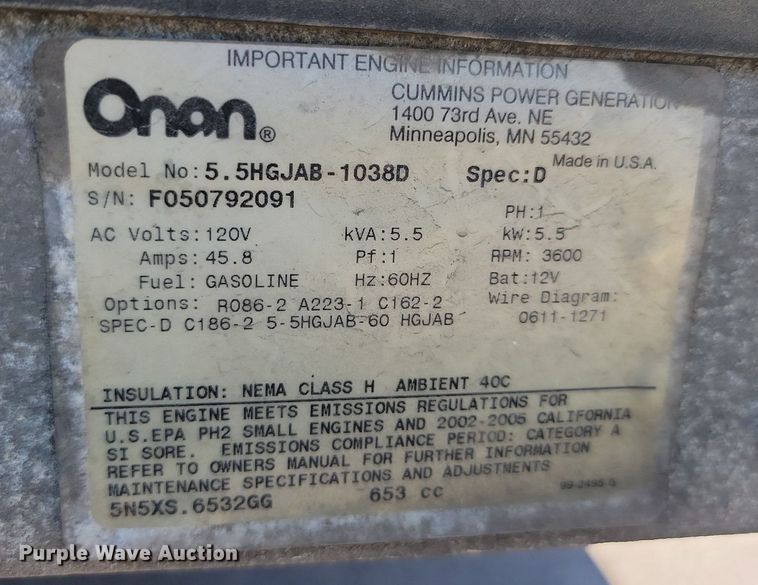 IMPORTANT ENGINE INFORMATION
Onan®
CUMMINS POWER GENERATION
1400 73rd Ave. NE
Minneapolis, MN 55432
Made in U.S.A.
Model No: 5.5HGJAB-1038D Spec:D
S/N: F050792091
PH:1
AC Volts: 120V kVA:5.5 kW:5.5
Amps: 45.8 Pf:1 RPM: 3600
Fuel: GASOLINE Hz:60HZ Bat:12V
Options: R086-2 A223-1 C162-2 Wire Diagram:
SPEC-D C186-2 5-5HGJAB-60 HGJAB 0611-1271
INSULATION: NEMA CLASS H AMBIENT 40C
THIS ENGINE MEETS EMISSIONS REGULATIONS FOR
U.S.EPA PH2 SMALL ENGINES AND 2002-2005 CALIFORNIA
SI SORE. EMISSIONS COMPLIANCE PERIOD: CATEGORY A
REFER TO OWNERS MANUAL FOR FURTHER INFORMATION
MAINTENANCE SPECIFICATIONS AND ADJUSTMENTS
5N5XS.6532GG 653 cc
Purple Wave Auction